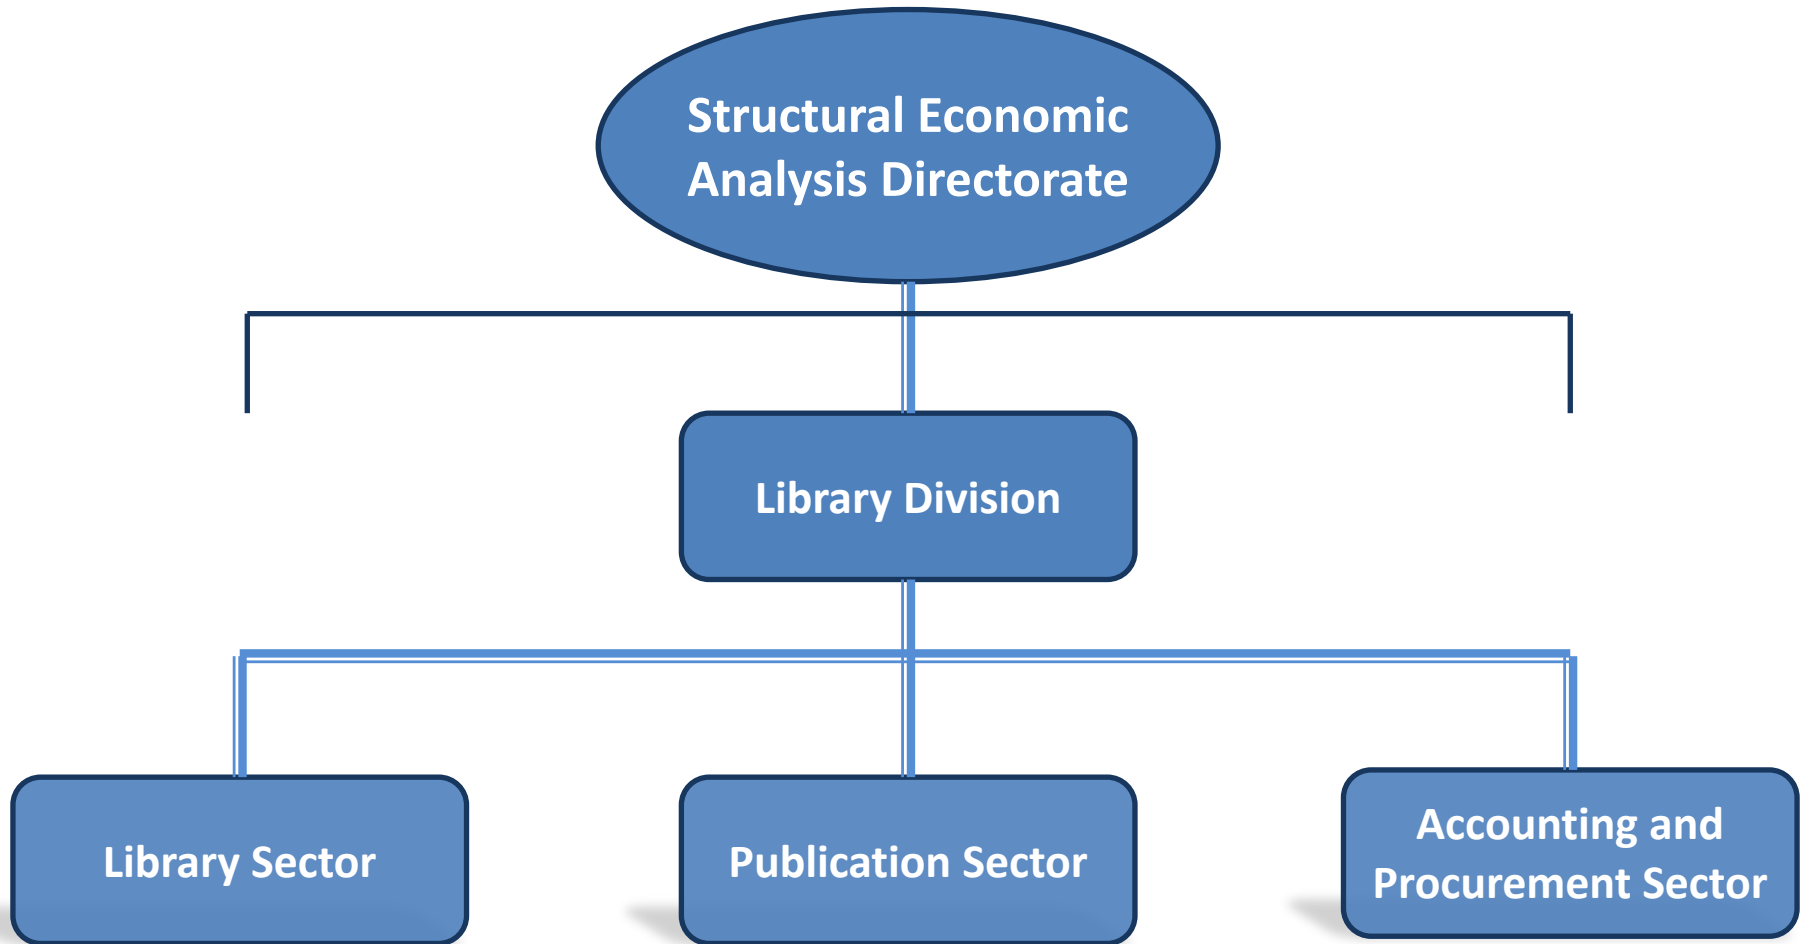 Structural Economic
Analysis Directorate
Library Division
Library Sector
Publication Sector
Accounting and
Procurement Sector